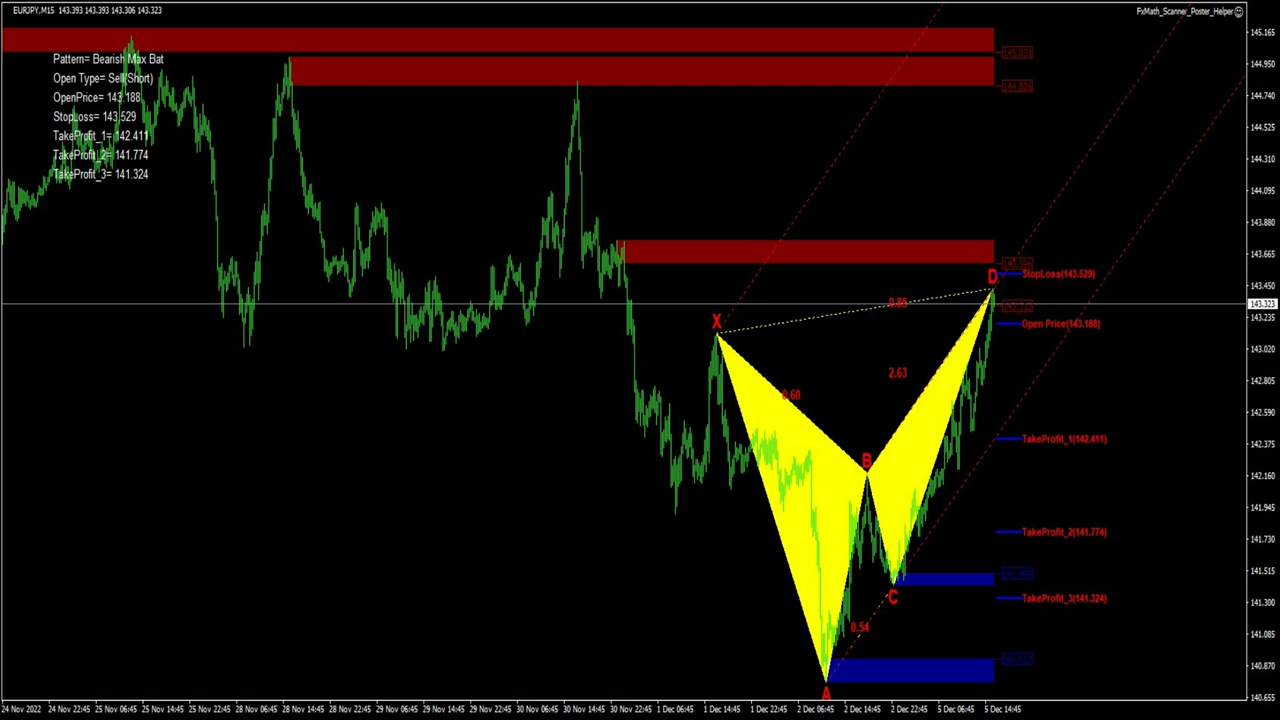 EURJPY,M15 143.393 143.393 143.306 143.323
FxMath_Scanner_Poster_Helper
Pattern= Bearish Max Bat
Open Type= Sell(Short)
OpenPrice= 143.188
StopLoss= 143.529
TakeProfit_1= 142.411
TakeProfit_2= 141.774
TakeProfit_3= 141.324
145.031
144.806
D
StopLoss(143.529)
0.85
X
Open Price(143.188)
2.63
0.60
TakeProfit_1(142.411)
B
TakeProfit_2(141.774)
C
TakeProfit_3(141.324)
0.54
A
145.165
144.950
144.740
144.525
144.310
144.095
143.880
143.665
143.450
143.323
143.235
143.020
142.805
142.590
142.375
142.160
141.945
141.730
141.515
141.300
141.085
140.870
140.655
24 Nov 2022
24 Nov 22:45
25 Nov 06:45
25 Nov 14:45
25 Nov 22:45
28 Nov 06:45
28 Nov 14:45
28 Nov 22:45
29 Nov 06:45
29 Nov 14:45
29 Nov 22:45
30 Nov 06:45
30 Nov 14:45
30 Nov 22:45
1 Dec 06:45
1 Dec 14:45
1 Dec 22:45
2 Dec 06:45
2 Dec 14:45
2 Dec 22:45
5 Dec 06:45
5 Dec 14:45